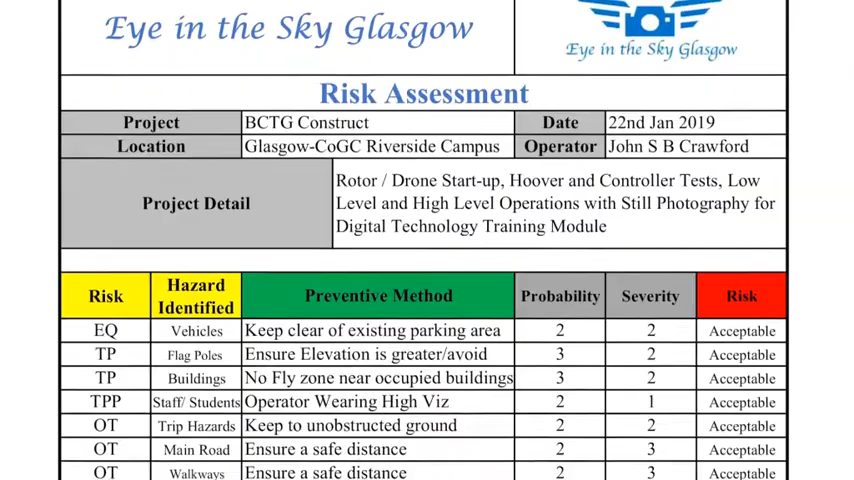 Eye in the Sky Glasgow
Eye in the Sky Glasgow
Risk Assessment
Project BCTG Construct Date 22nd Jan 2019
Location Glasgow-CoGC Riverside Campus Operator John S B Crawford
Project Detail
Rotor / Drone Start-up, Hoover and Controller Tests, Low
Level and High Level Operations with Still Photography for
Digital Technology Training Module
Risk Hazard Identified Preventive Method Probability Severity Risk
EQ Vehicles Keep clear of existing parking area 2 2 Acceptable
TP Flag Poles Ensure Elevation is greater/avoid 3 2 Acceptable
TP Buildings No Fly zone near occupied buildings 3 2 Acceptable
TPP Staff/ Students Operator Wearing High Viz 2 1 Acceptable
OT Trip Hazards Keep to unobstructed ground 2 2 Acceptable
OT Main Road Ensure a safe distance 2 3 Acceptable
OT Walkways Ensure a safe distance 2 3 Acceptable